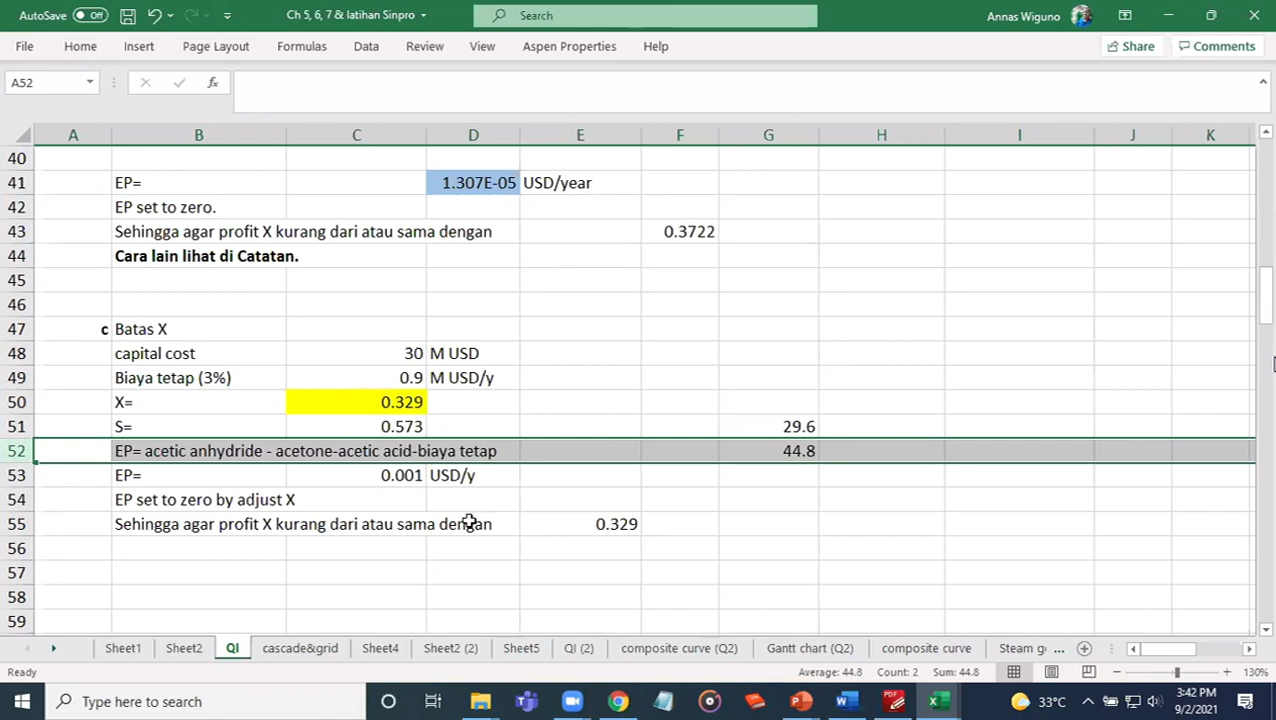 AutoSave Off Ch 5, 6, 7 & latihan Sinpro Search Annas Wiguno
File Home Insert Page Layout Formulas Data Review View Aspen Properties Help Share Comments
A52 fx
A B C D E F G H I J K
40
41 EP= 1.307E-05 USD/year
42 EP set to zero.
43 Sehingga agar profit X kurang dari atau sama dengan 0.3722
44 Cara lain lihat di Catatan.
45
46
47 c Batas X
48 capital cost 30 M USD
49 Biaya tetap (3%) 0.9 M USD/y
50 X= 0.329
51 S= 0.573 29.6
52 EP= acetic anhydride - acetone-acetic acid-biaya tetap 44.8
53 EP= 0.001 USD/y
54 EP set to zero by adjust X
55 Sehingga agar profit X kurang dari atau sama dengan 0.329
56
57
58
59
Sheet1 Sheet2 QI cascade&grid Sheet4 Sheet2 (2) Sheet5 QI (2) composite curve (Q2) Gantt chart (Q2) composite curve Steam ge ...
Ready Average: 44.8 Count: 2 Sum: 44.8 130%
Type here to search 33°C 3:42 PM
9/2/2021